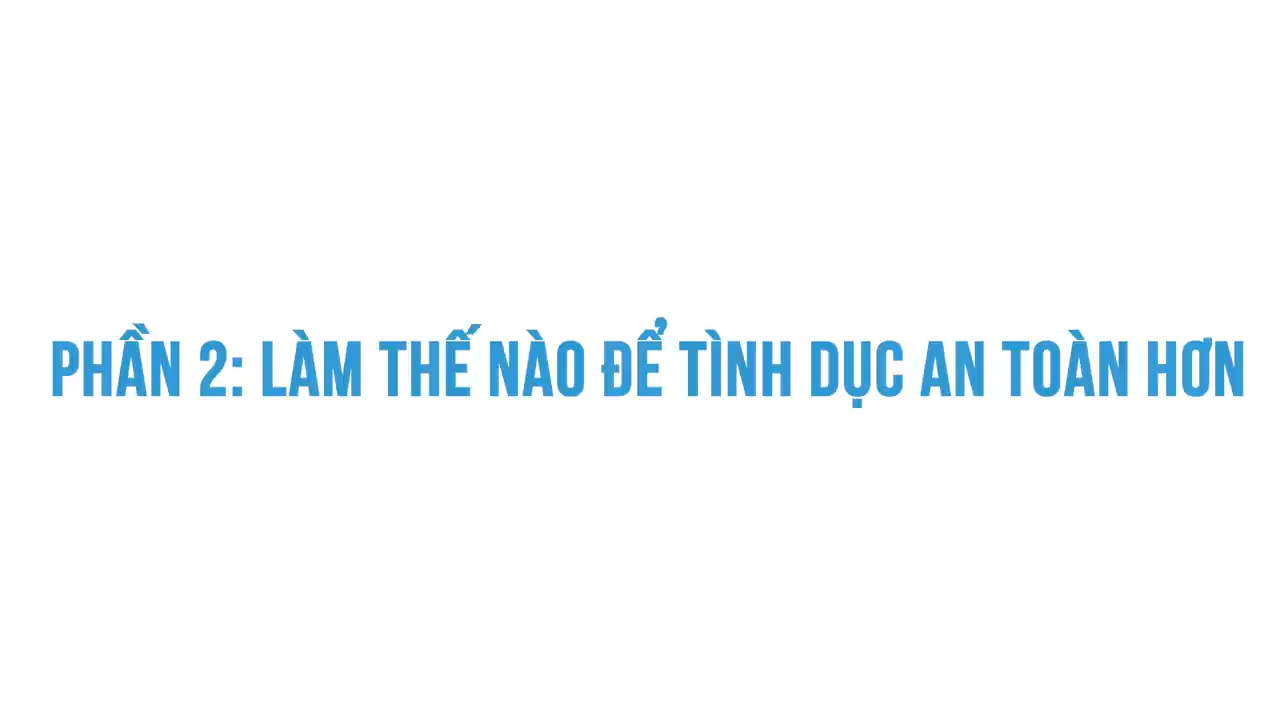 PHẦN 2: LÀM THẾ NÀO ĐỂ TÌNH DỤC AN TOÀN HƠN